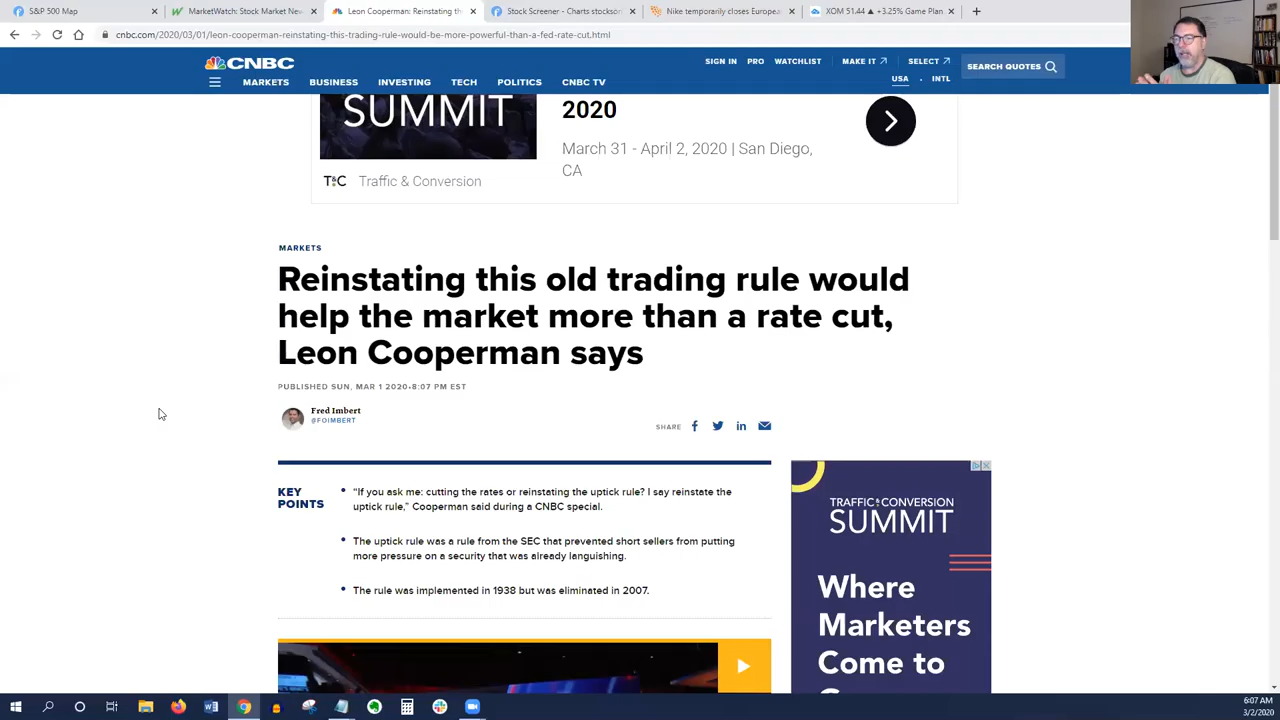 S&P 500 Map
MarketWatch: Stock Market New
Leon Cooperman: Reinstating th
Stock Screener - Charts stockso
Nike temporarily closes Europea
XOM 51.44 ▲ +3.25% Game Plan
cnbc.com/2020/03/01/leon-cooperman-reinstating-this-trading-rule-would-be-more-powerful-than-a-fed-rate-cut.html
CNBC
SIGN IN PRO WATCHLIST MAKE IT SELECT SEARCH QUOTES
USA INTL
MARKETS BUSINESS INVESTING TECH POLITICS CNBC TV
SUMMIT
2020
March 31 - April 2, 2020 | San Diego,
CA
T&C Traffic & Conversion
MARKETS
Reinstating this old trading rule would
help the market more than a rate cut,
Leon Cooperman says
PUBLISHED SUN, MAR 1 2020•8:07 PM EST
Fred Imbert
@FOIMBERT
SHARE
KEY
POINTS
• “If you ask me: cutting the rates or reinstating the uptick rule? I say reinstate the
uptick rule,” Cooperman said during a CNBC special.
• The uptick rule was a rule from the SEC that prevented short sellers from putting
more pressure on a security that was already languishing.
• The rule was implemented in 1938 but was eliminated in 2007.
TRAFFIC & CONVERSION
SUMMIT
Where
Marketers
Come to
6:07 AM
3/2/2020